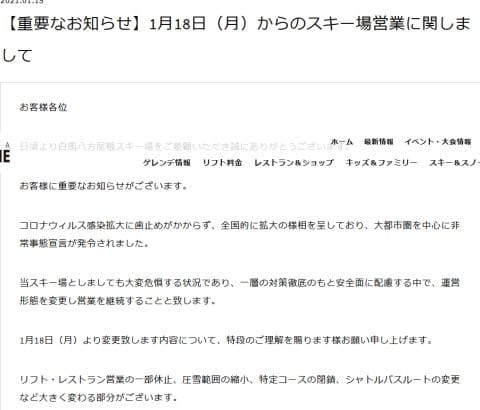 2021.01.15
【重要なお知らせ】1月18日（月）からのスキー場営業に関しまして
お客様各位
日頃より白馬八方尾根スキー場をご愛顧いただき誠にありがとうございます。
ホーム 最新情報 イベント・大会情報
ゲレンデ情報 リフト料金 レストラン＆ショップ キッズ＆ファミリー スキー＆スノー
お客様に重要なお知らせがございます。
コロナウィルス感染拡大に歯止めがかからず、全国的に拡大の様相を呈しており、大都市圏を中心に非
常事態宣言が発令されました。
当スキー場としましても大変危惧する状況であり、一層の対策徹底のもと安全面に配慮する中で、運営
形態を変更し営業を継続することと致します。
1月18日（月）より変更致します内容について、特段のご理解を賜ります様お願い申し上げます。
リフト・レストラン営業の一部休止、圧雪範囲の縮小、特定コースの閉鎖、シャトルバスルートの変更
など大きく変わる部分がございます。